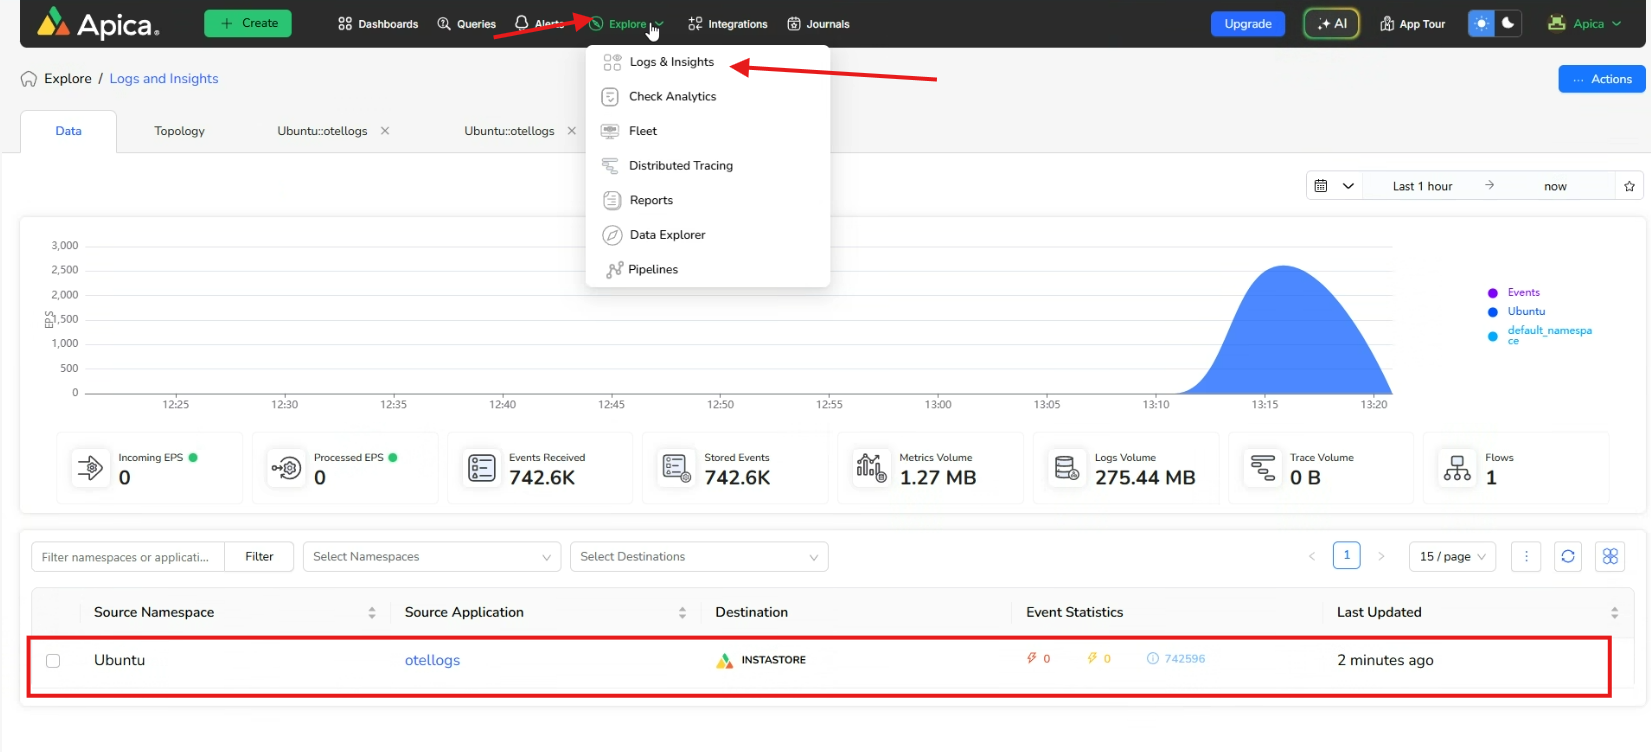 Apica.
+ Create
Dashboards
Queries
Alerts
Explore
Integrations
Journals
Upgrade
AI
App Tour
Apica
Explore / Logs and Insights
... Actions
Logs & Insights
Check Analytics
Fleet
Distributed Tracing
Reports
Data Explorer
Pipelines
Data
Topology
Ubuntu::otellogs
Ubuntu::otellogs
Last 1 hour
now
EPS
3,000
2,500
2,000
1,500
1,000
500
0
12:25
12:30
12:35
12:40
12:45
12:50
12:55
13:00
13:05
13:10
13:15
13:20
Events
Ubuntu
default_namespa
ce
Incoming EPS
0
Processed EPS
0
Events Received
742.6K
Stored Events
742.6K
Metrics Volume
1.27 MB
Logs Volume
275.44 MB
Trace Volume
0 B
Flows
1
Filter namespaces or applicati...
Filter
Select Namespaces
Select Destinations
< 1 >
15 / page
Source Namespace
Source Application
Destination
Event Statistics
Last Updated
Ubuntu
otellogs
INSTASTORE
0
0
742596
2 minutes ago